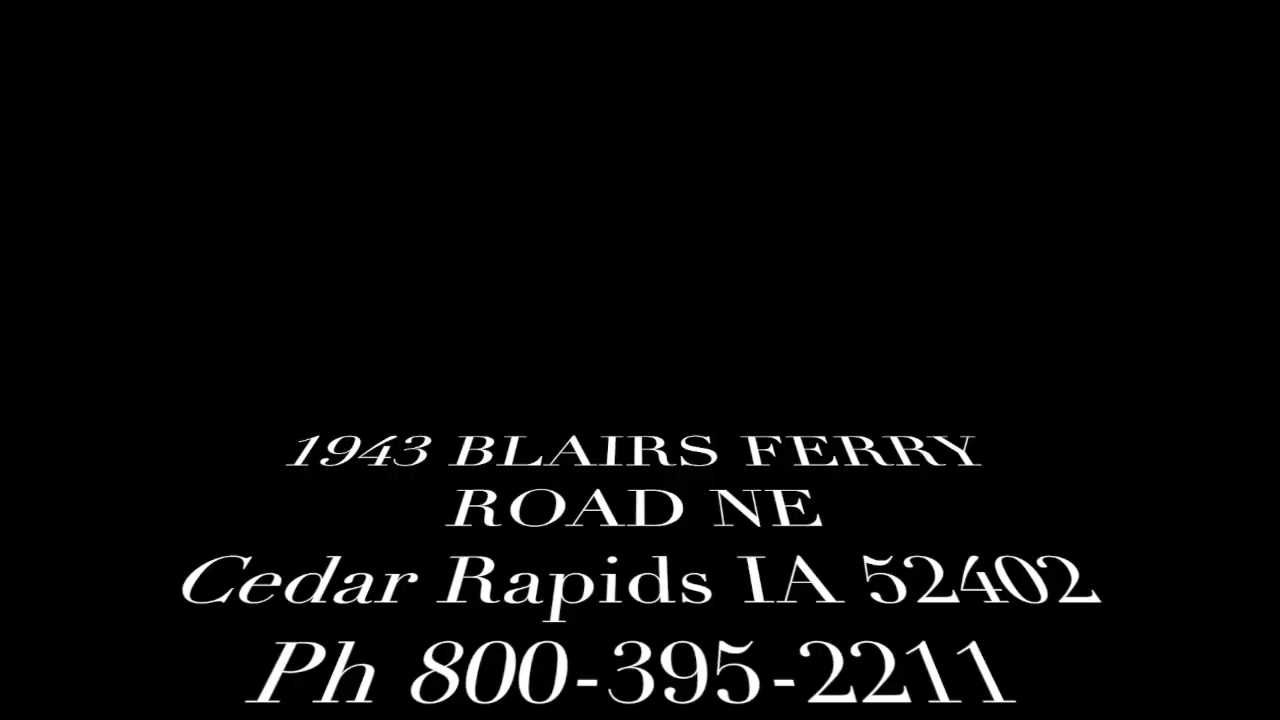 1943 BLAIRS FERRY
ROAD NE
Cedar Rapids IA 52402
Ph 800-395-2211